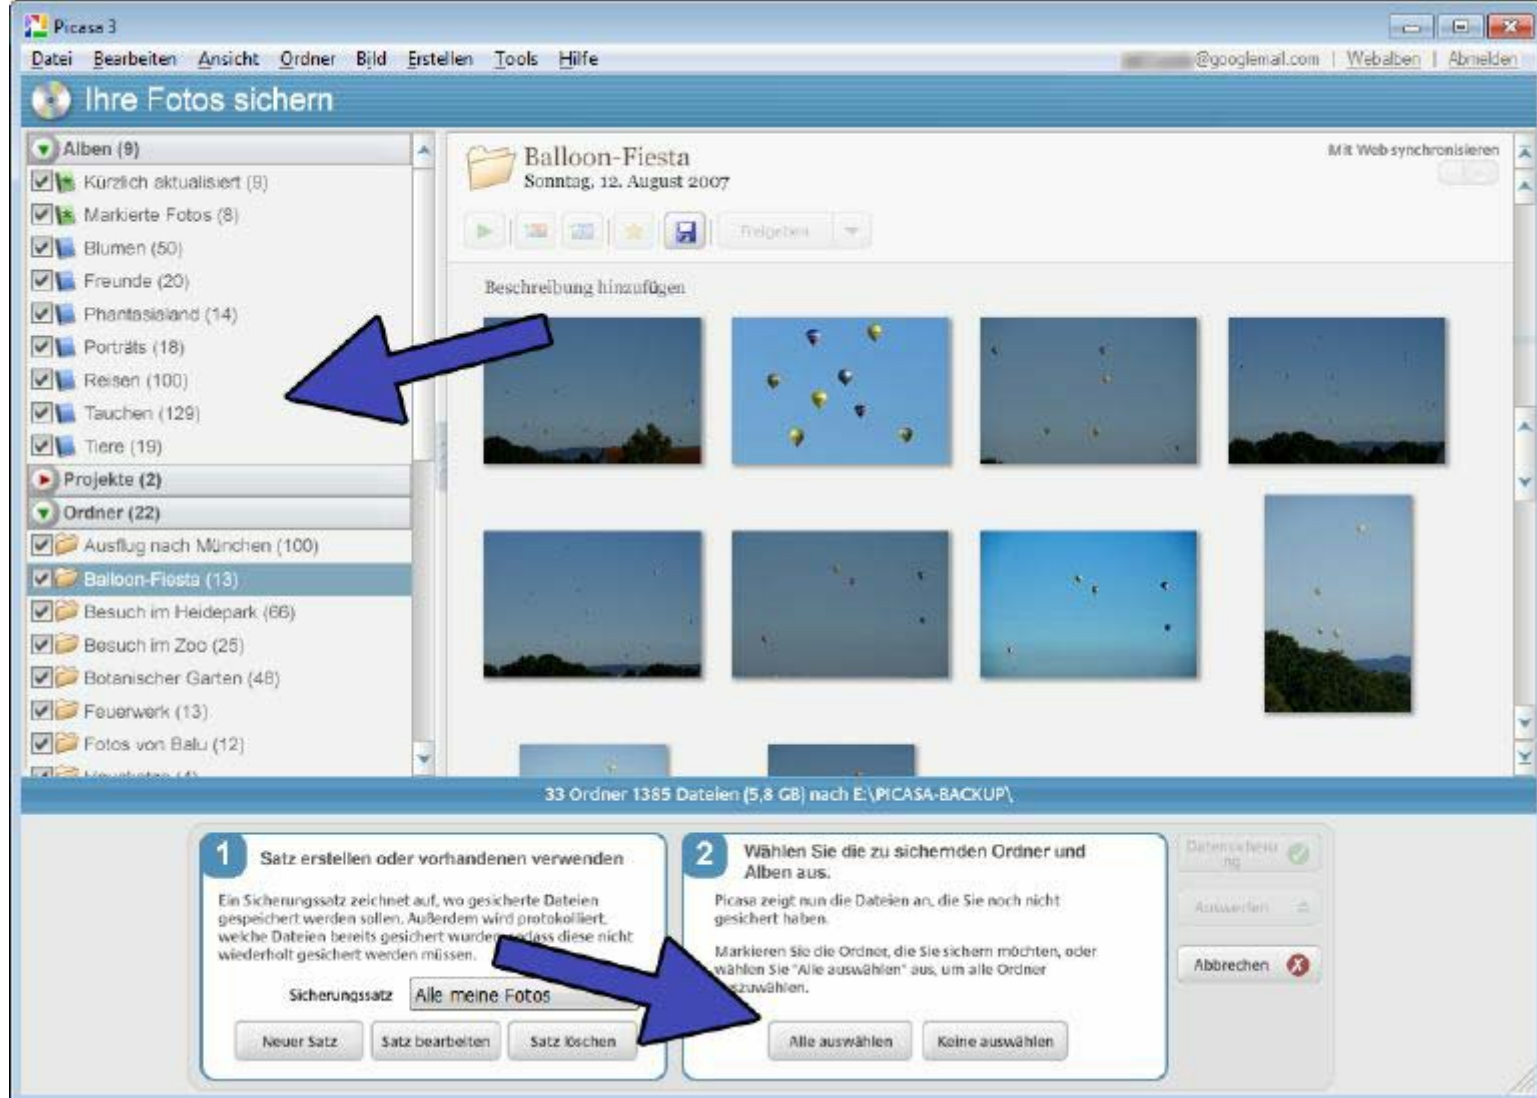 Picasa 3
Datei Bearbeiten Ansicht Ordner Bild Erstellen Tools Hilfe
@googlemail.com | Webalben | Abmelden
Ihre Fotos sichern
Alben (9)
Kürzlich aktualisiert (9)
Markierte Fotos (8)
Blumen (50)
Freunde (20)
Phantasialand (14)
Porträts (18)
Reisen (100)
Tauchen (129)
Tiere (19)
Projekte (2)
Ordner (22)
Ausflug nach München (100)
Balloon-Fiesta (13)
Besuch im Heidepark (66)
Besuch im Zoo (25)
Botanischer Garten (48)
Feuerwerk (13)
Fotos von Balu (12)
Balloon-Fiesta
Sonntag, 12. August 2007
Mit Web synchronisieren
Freigeben
Beschreibung hinzufügen
33 Ordner 1385 Dateien (5,8 GB) nach E:\PICASA-BACKUP\
1
Satz erstellen oder vorhandenen verwenden
Ein Sicherungssatz zeichnet auf, wo gesicherte Dateien
gespeichert werden sollen. Außerdem wird protokolliert,
welche Dateien bereits gesichert wurden, sodass diese nicht
wiederholt gesichert werden müssen.
Sicherungssatz Alle meine Fotos
Neuer Satz Satz bearbeiten Satz löschen
2
Wählen Sie die zu sichernden Ordner und
Alben aus.
Picasa zeigt nun die Dateien an, die Sie noch nicht
gesichert haben.
Markieren Sie die Ordner, die Sie sichern möchten, oder
wählen Sie "Alle auswählen" aus, um alle Ordner
auszuwählen.
Alle auswählen Keine auswählen
Auswerfen
Abbrechen